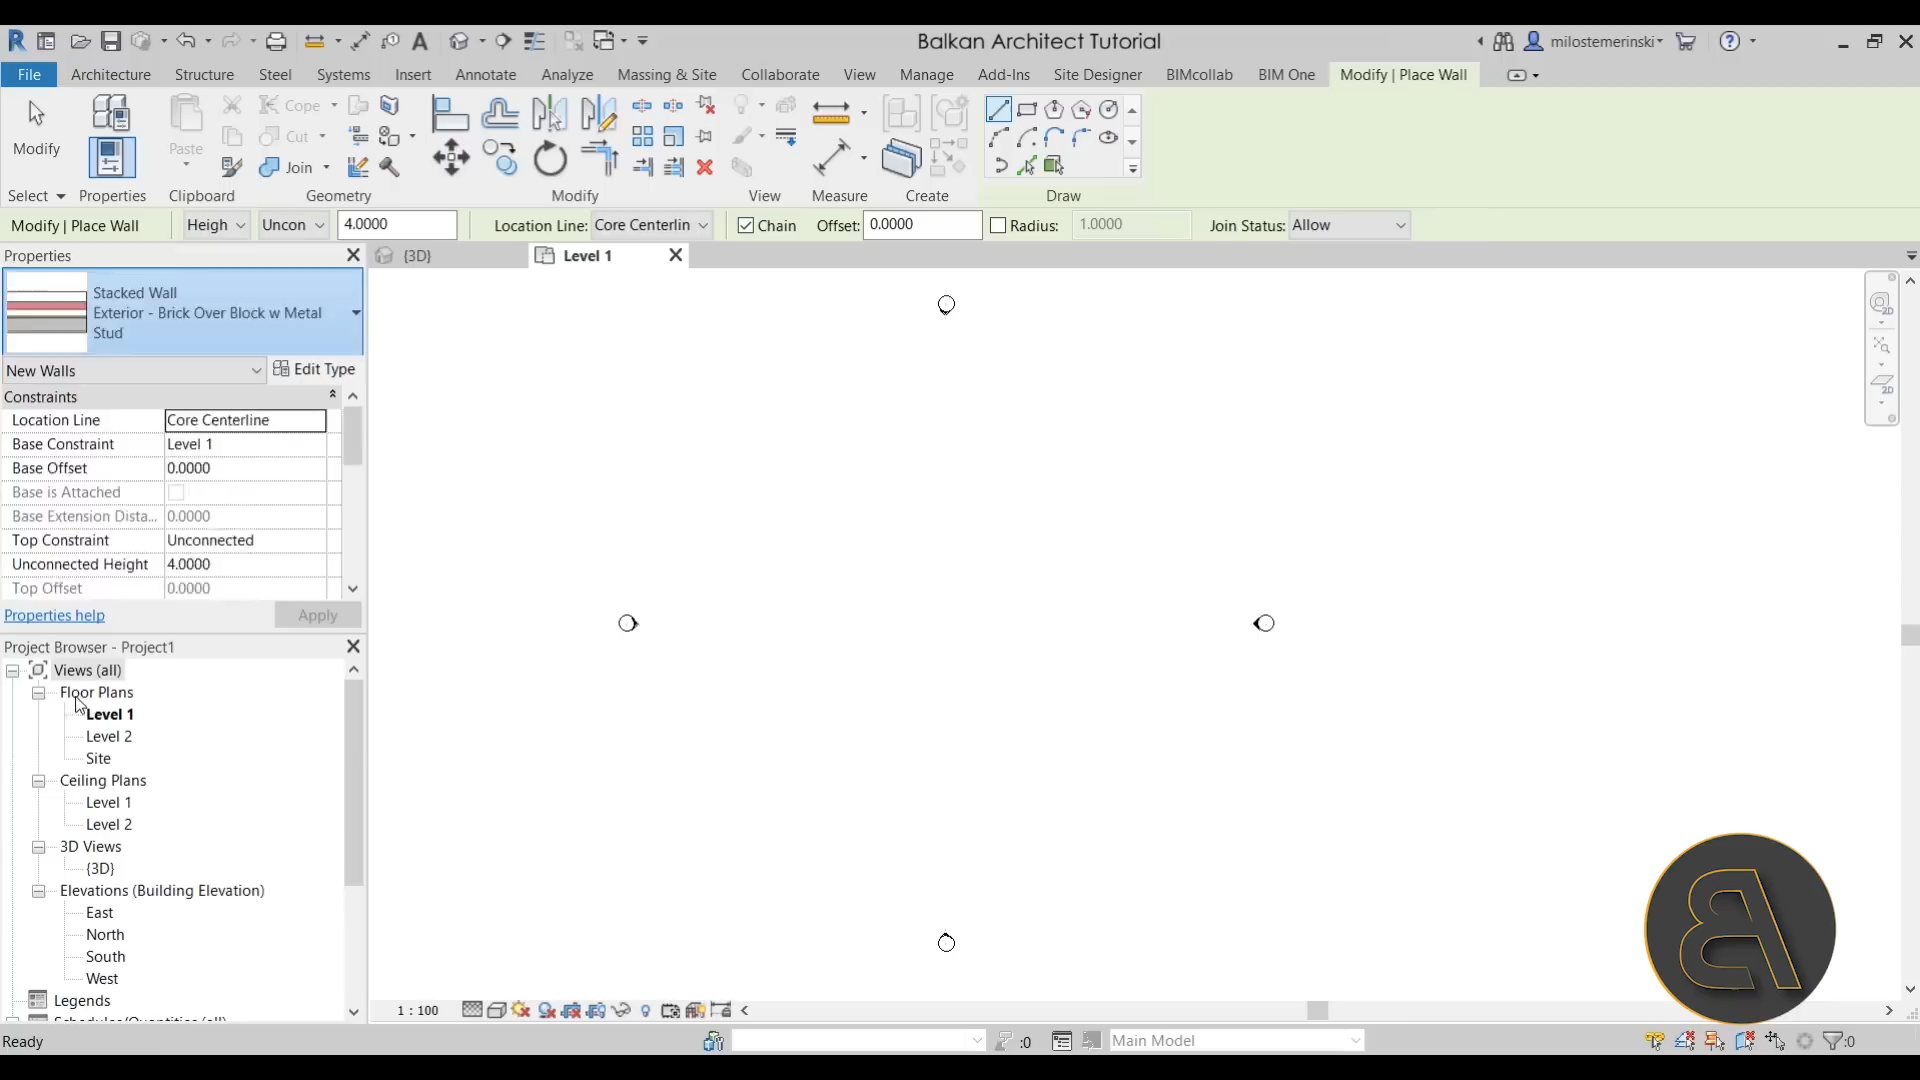 Balkan Architect Tutorial
milostemerinski
File Architecture Structure Steel Systems Insert Annotate Analyze Massing & Site Collaborate View Manage Add-Ins Site Designer BIMcollab BIM One Modify | Place Wall
Modify
Paste
Cope
Cut
Join
Select Properties Clipboard Geometry Modify View Measure Create Draw
Modify | Place Wall Heigh Uncon 4.0000 Location Line: Core Centerlin Chain Offset: 0.0000 Radius: 1.0000 Join Status: Allow
Properties
{3D}
Level 1
Stacked Wall
Exterior - Brick Over Block w Metal
Stud
New Walls Edit Type
Constraints
Location Line Core Centerline
Base Constraint Level 1
Base Offset 0.0000
Base is Attached
Base Extension Dista... 0.0000
Top Constraint Unconnected
Unconnected Height 4.0000
Top Offset 0.0000
Properties help Apply
Project Browser - Project1
Views (all)
Floor Plans
Level 1
Level 2
Site
Ceiling Plans
Level 1
Level 2
3D Views
{3D}
Elevations (Building Elevation)
East
North
South
West
Legends
Schedules/Quantities (all)
2D
2D
B
1 : 100
Ready
:0
Main Model
:0